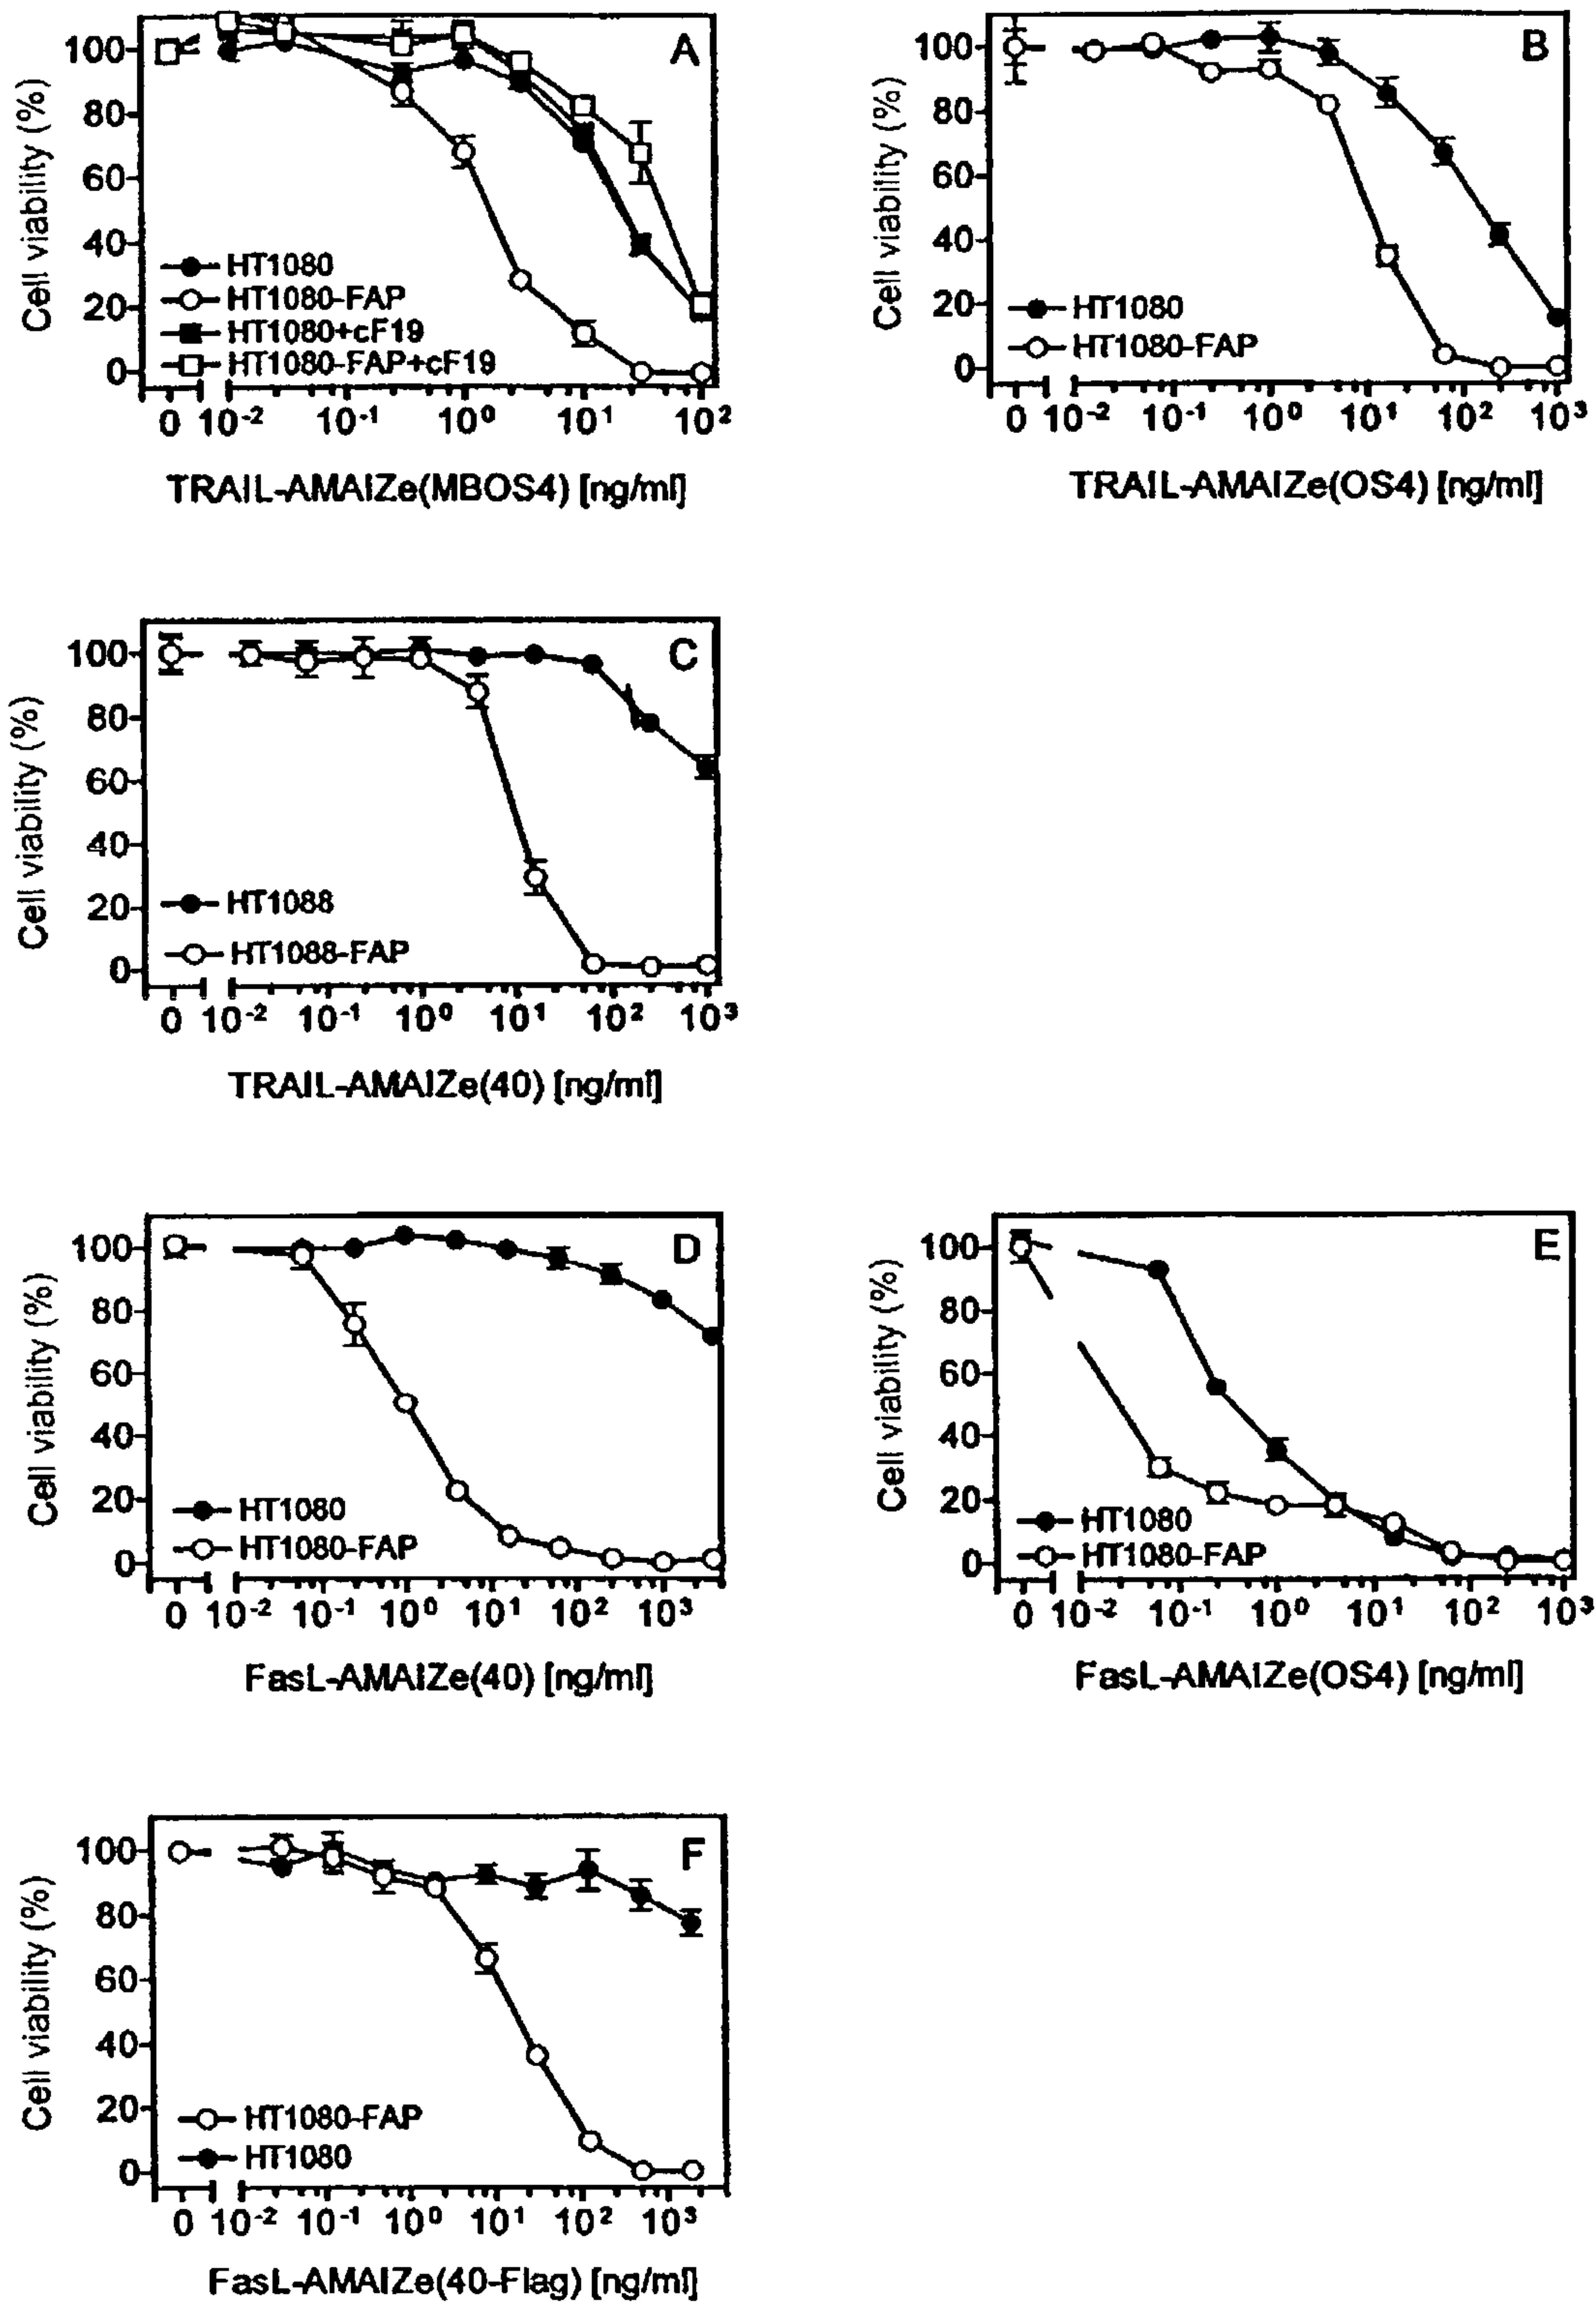 A
Cell viability (%)
100
80
60
40
20
0
HT1080
HT1080-FAP
HT1080+cF19
HT1080-FAP+cF19
0 10-2 10-1 100 101 102
TRAIL-AMAIZe(MBOS4) [ng/ml]
B
Cell viability (%)
100
80
60
40
20
0
HT1080
HT1080-FAP
0 10-2 10-1 100 101 102 103
TRAIL-AMAIZe(OS4) [ng/ml]
C
Cell viability (%)
100
80
60
40
20
0
HT1088
HT1088-FAP
0 10-2 10-1 100 101 102 103
TRAIL-AMAIZe(40) [ng/ml]
D
Cell viability (%)
100
80
60
40
20
0
HT1080
HT1080-FAP
0 10-2 10-1 100 101 102 103
FasL-AMAIZe(40) [ng/ml]
E
Cell viability (%)
100
80
60
40
20
0
HT1080
HT1080-FAP
0 10-2 10-1 100 101 102 103
FasL-AMAIZe(OS4) [ng/ml]
F
Cell viability (%)
100
80
60
40
20
0
HT1080-FAP
HT1080
0 10-2 10-1 100 101 102 103
FasL-AMAIZe(40-Flag) [ng/ml]